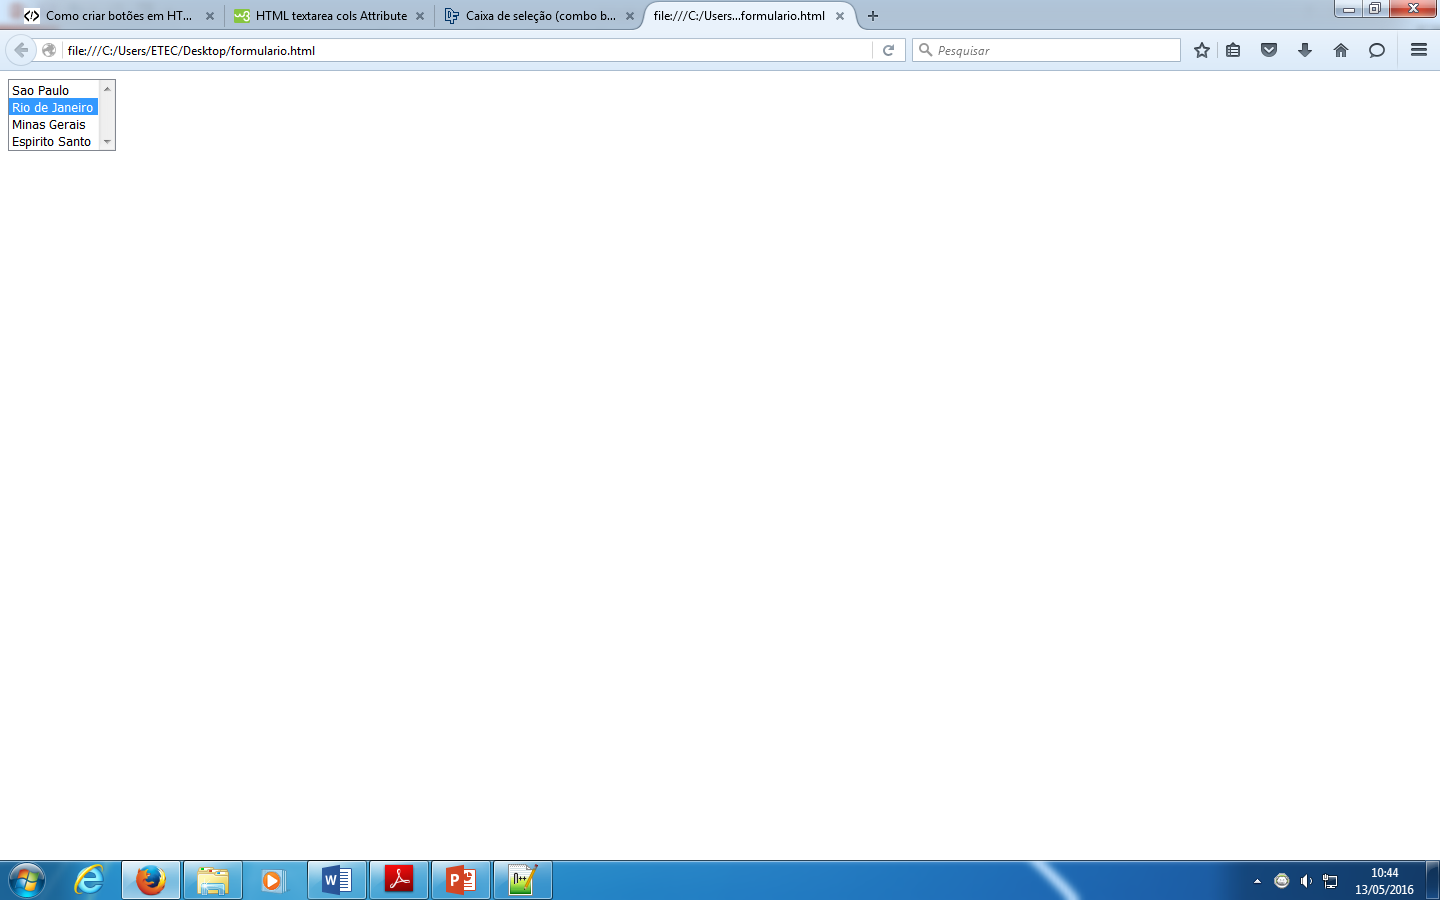 Como criar botões em HT...
HTML textarea cols Attribute
Caixa de seleção (combo b...
file:///C:/Users...formulario.html
file:///C:/Users/ETEC/Desktop/formulario.html
Pesquisar
Sao Paulo
Rio de Janeiro
Minas Gerais
Espirito Santo
10:44
13/05/2016